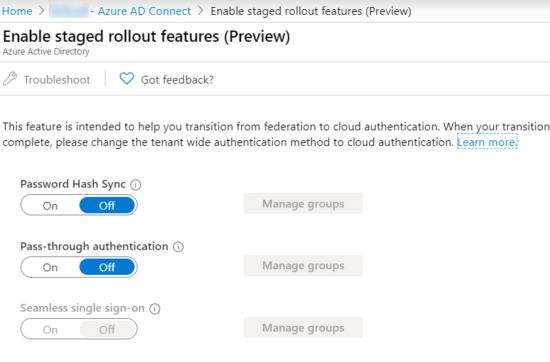 Home > - Azure AD Connect > Enable staged rollout features (Preview)
Enable staged rollout features (Preview)
Azure Active Directory
Troubleshoot Got feedback?
This feature is intended to help you transition from federation to cloud authentication. When your transition
complete, please change the tenant wide authentication method to cloud authentication. Learn more.
Password Hash Sync
On Off Manage groups
Pass-through authentication
On Off Manage groups
Seamless single sign-on
On Off Manage groups